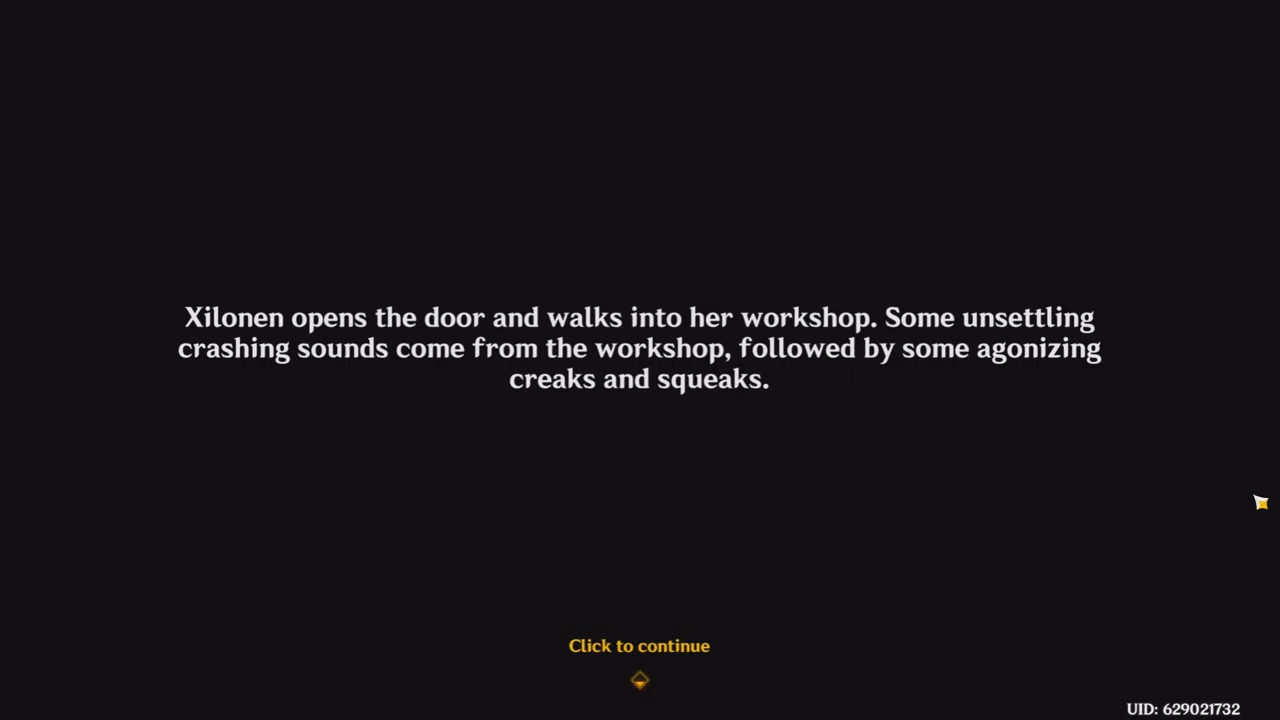 Xilonen opens the door and walks into her workshop. Some unsettling
crashing sounds come from the workshop, followed by some agonizing
creaks and squeaks.
Click to continue
UID: 629021732